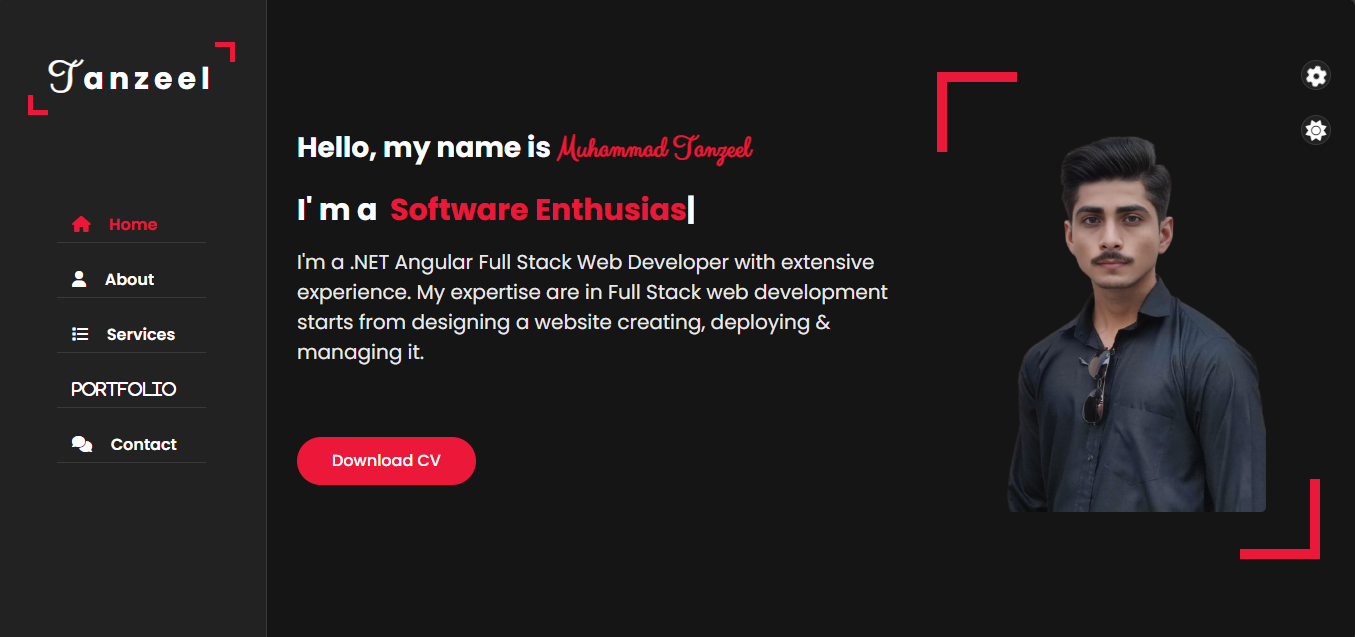 Tanzeel
Home
About
Services
PORTFOLIO
Contact
Hello, my name is Muhammad Tanzeel
I' m a Software Enthusias|
I'm a .NET Angular Full Stack Web Developer with extensive
experience. My expertise are in Full Stack web development
starts from designing a website creating, deploying &
managing it.
Download CV